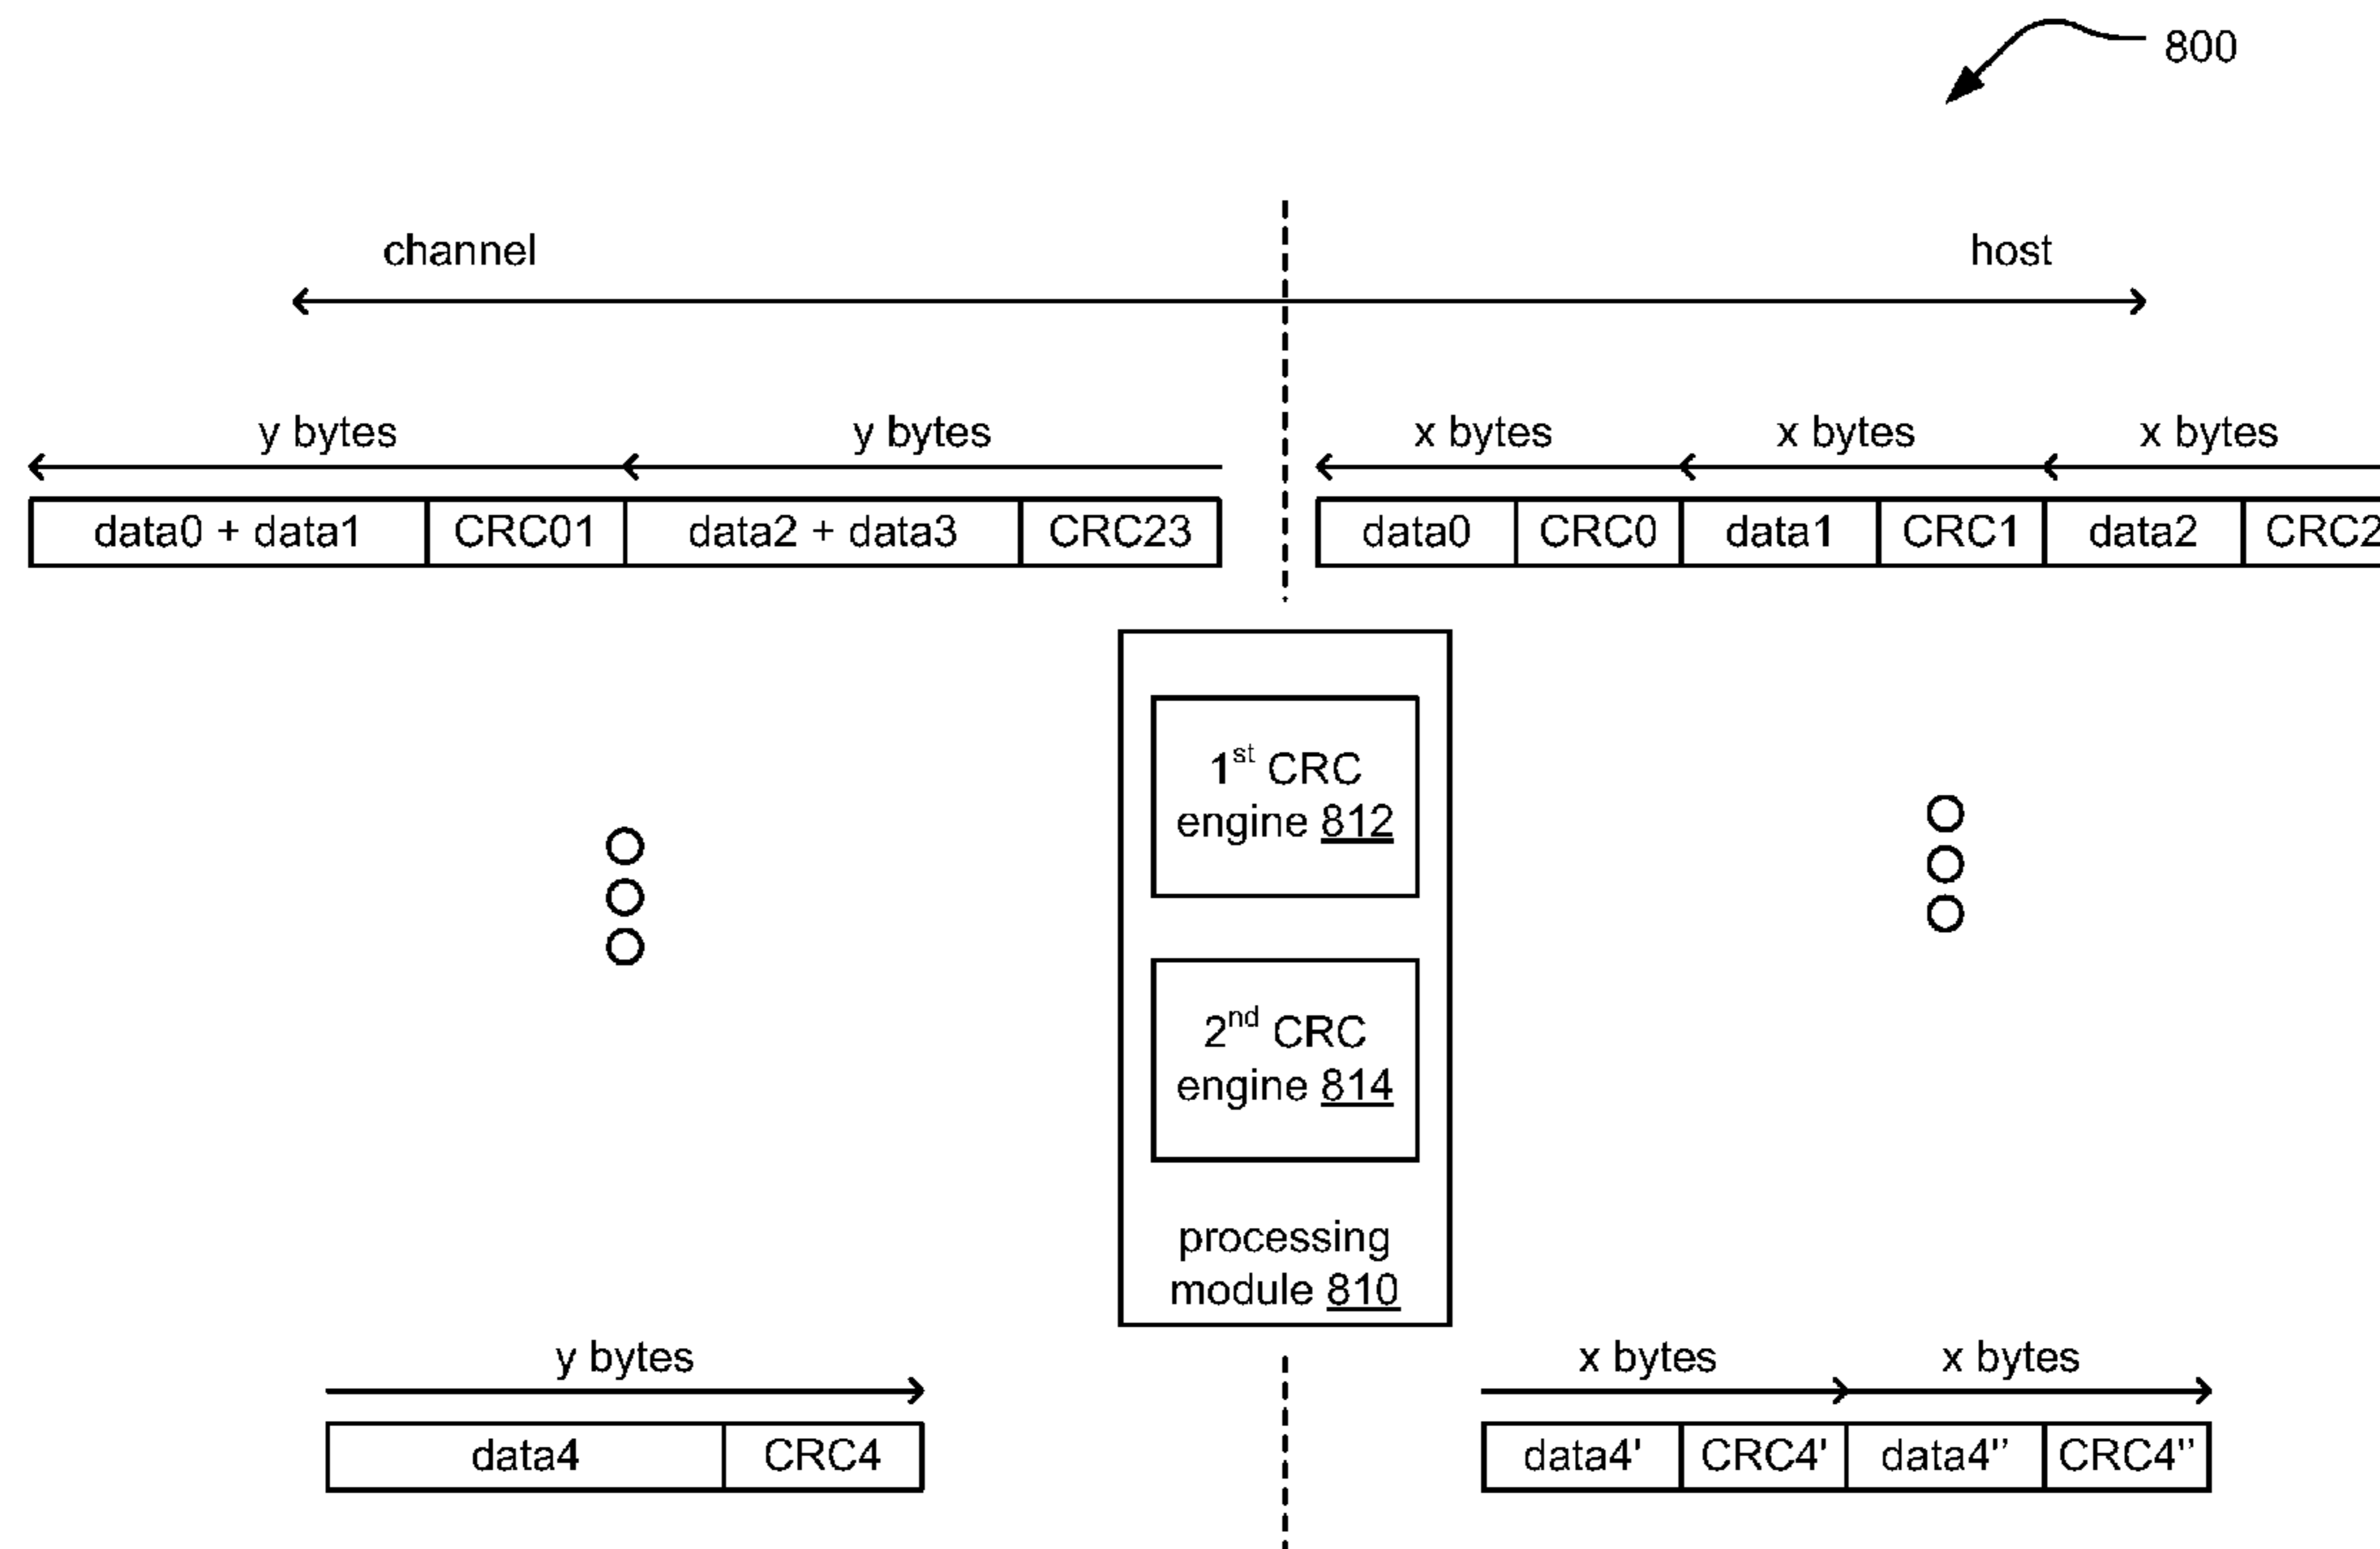 800
channel host
y bytes y bytes x bytes x bytes x bytes
data0 + data1 CRC01 data2 + data3 CRC23 data0 CRC0 data1 CRC1 data2 CRC2
1st CRC
engine 812
2nd CRC
engine 814
processing
module 810
y bytes x bytes x bytes
data4 CRC4 data4' CRC4' data4'' CRC4''